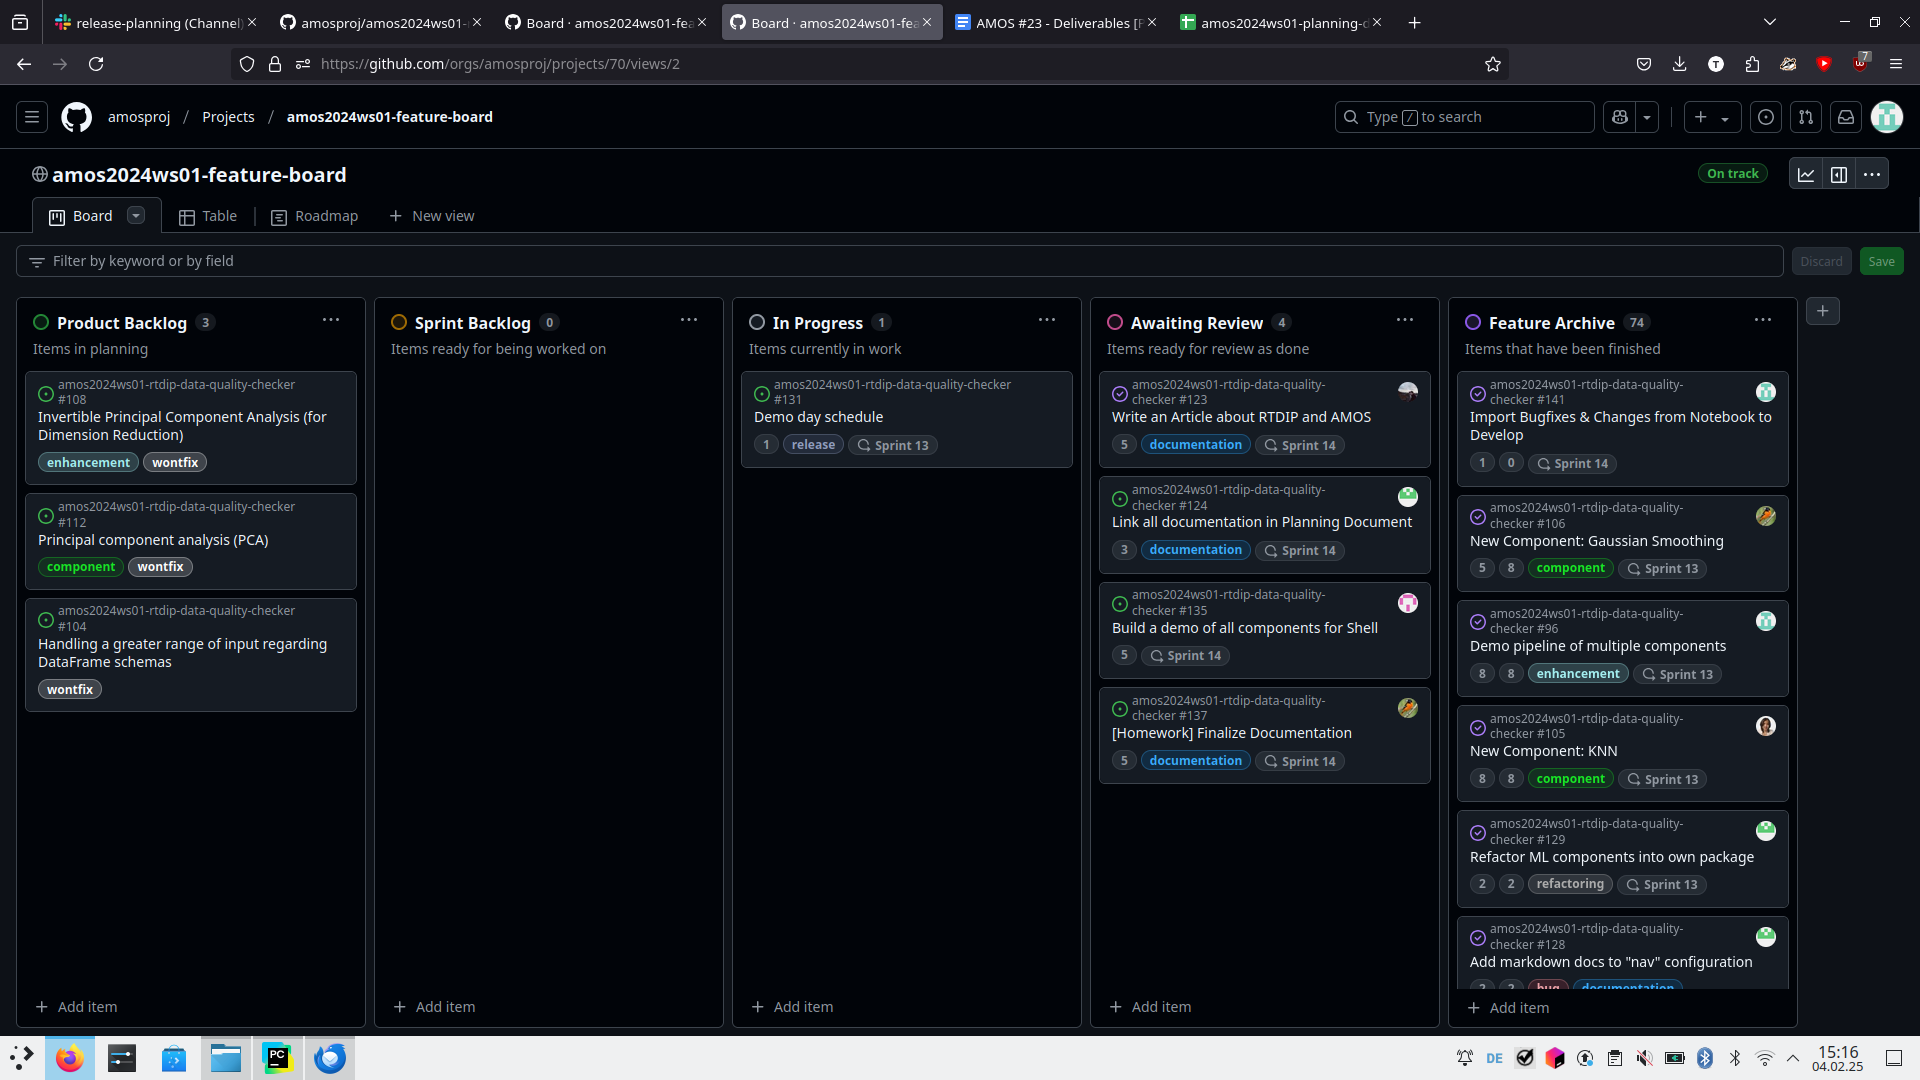 release-planning (Channel)
amosproj/amos2024ws01-
Board · amos2024ws01-fea
Board · amos2024ws01-fea
AMOS #23 - Deliverables [
amos2024ws01-planning-d
https://github.com/orgs/amosproj/projects/70/views/2
T
7
amosproj / Projects / amos2024ws01-feature-board
Type / to search
amos2024ws01-feature-board
On track
Board
Table
Roadmap
New view
Filter by keyword or by field
Discard
Save
Product Backlog 3
Items in planning
amos2024ws01-rtdip-data-quality-checker
#108
Invertible Principal Component Analysis (for
Dimension Reduction)
enhancement wontfix
amos2024ws01-rtdip-data-quality-checker
#112
Principal component analysis (PCA)
component wontfix
amos2024ws01-rtdip-data-quality-checker
#104
Handling a greater range of input regarding
DataFrame schemas
wontfix
Add item
Sprint Backlog 0
Items ready for being worked on
Add item
In Progress 1
Items currently in work
amos2024ws01-rtdip-data-quality-checker
#131
Demo day schedule
1 release Sprint 13
Add item
Awaiting Review 4
Items ready for review as done
amos2024ws01-rtdip-data-quality-
checker #123
Write an Article about RTDIP and AMOS
5 documentation Sprint 14
amos2024ws01-rtdip-data-quality-
checker #124
Link all documentation in Planning Document
3 documentation Sprint 14
amos2024ws01-rtdip-data-quality-
checker #135
Build a demo of all components for Shell
5 Sprint 14
amos2024ws01-rtdip-data-quality-
checker #137
[Homework] Finalize Documentation
5 documentation Sprint 14
Add item
Feature Archive 74
Items that have been finished
amos2024ws01-rtdip-data-quality-
checker #141
Import Bugfixes & Changes from Notebook to
Develop
1 0 Sprint 14
amos2024ws01-rtdip-data-quality-
checker #106
New Component: Gaussian Smoothing
5 8 component Sprint 13
amos2024ws01-rtdip-data-quality-
checker #96
Demo pipeline of multiple components
8 8 enhancement Sprint 13
amos2024ws01-rtdip-data-quality-
checker #105
New Component: KNN
8 8 component Sprint 13
amos2024ws01-rtdip-data-quality-
checker #129
Refactor ML components into own package
2 2 refactoring Sprint 13
amos2024ws01-rtdip-data-quality-
checker #128
Add markdown docs to "nav" configuration
2 2 bug documentation
Add item
PC
DE
15:16
04.02.25